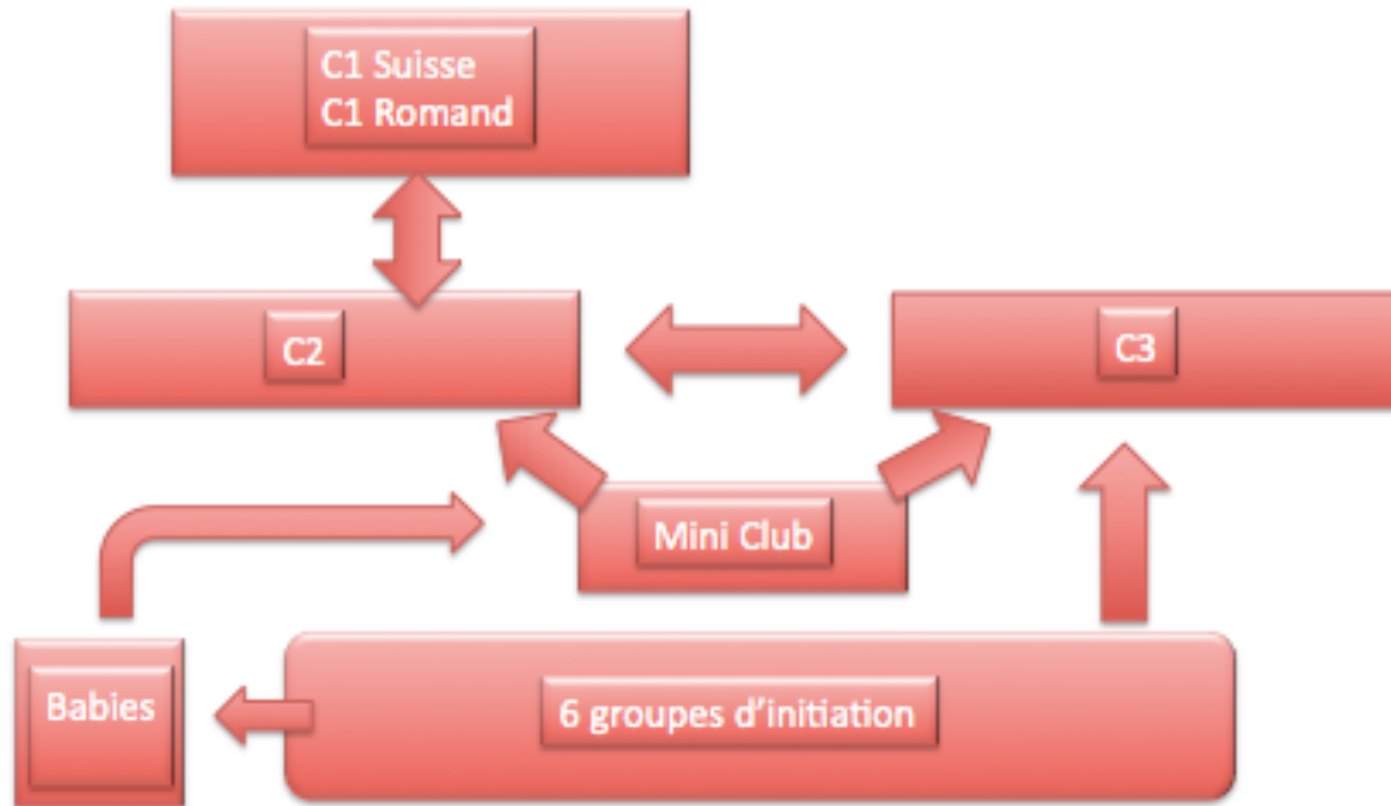 C1 Suisse
C1 Romand
C2
C3
Mini Club
Babies
6 groupes d’initiation